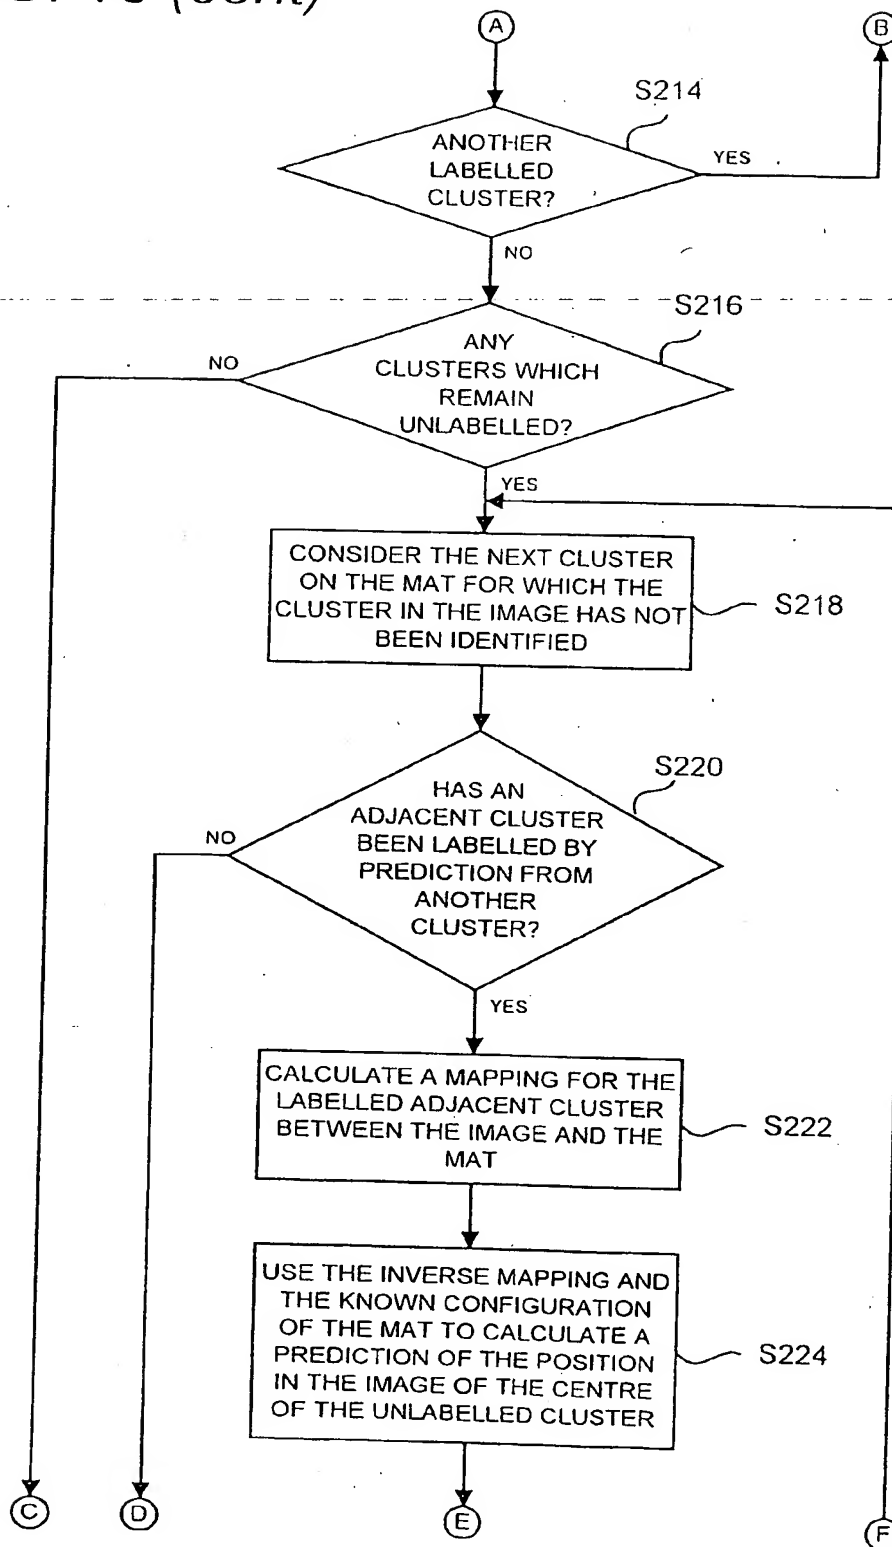 (cont)
A
B
S214
ANOTHER
LABELLED
CLUSTER?
YES
NO
S216
ANY
CLUSTERS WHICH
REMAIN
UNLABELLED?
NO
YES
CONSIDER THE NEXT CLUSTER
ON THE MAT FOR WHICH THE
CLUSTER IN THE IMAGE HAS NOT
BEEN IDENTIFIED
S218
S220
HAS AN
ADJACENT CLUSTER
BEEN LABELLED BY
PREDICTION FROM
ANOTHER
CLUSTER?
NO
YES
CALCULATE A MAPPING FOR THE
LABELLED ADJACENT CLUSTER
BETWEEN THE IMAGE AND THE
MAT
S222
USE THE INVERSE MAPPING AND
THE KNOWN CONFIGURATION
OF THE MAT TO CALCULATE A
PREDICTION OF THE POSITION
IN THE IMAGE OF THE CENTRE
OF THE UNLABELLED CLUSTER
S224
C
D
E
F